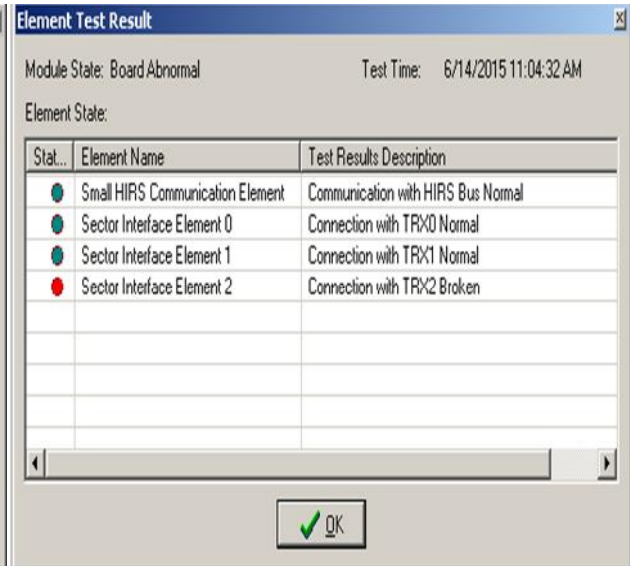 Element Test Result
Module State: Board Abnormal Test Time: 6/14/2015 11:04:32 AM
Element State:
Stat... Element Name Test Results Description
Small HIRS Communication Element Communication with HIRS Bus Normal
Sector Interface Element 0 Connection with TRX0 Normal
Sector Interface Element 1 Connection with TRX1 Normal
Sector Interface Element 2 Connection with TRX2 Broken
OK